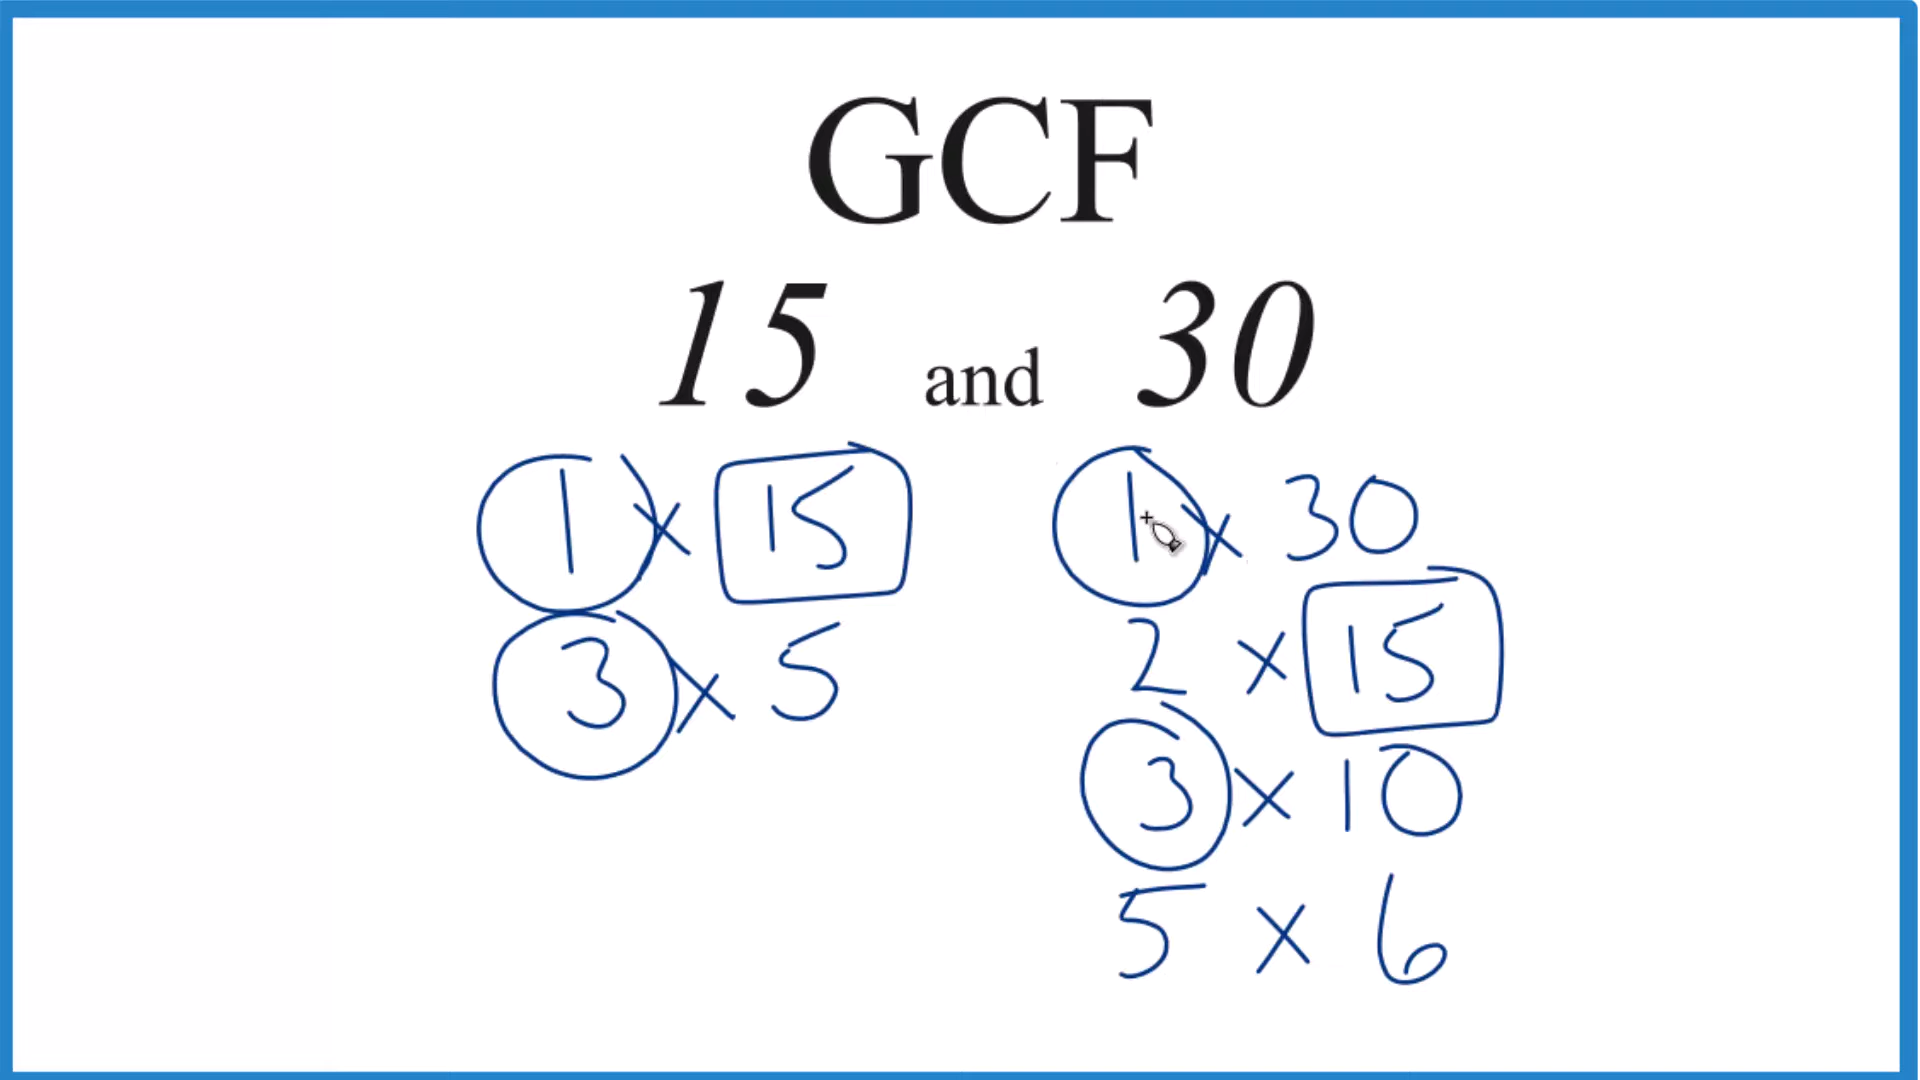 GCF
15 and 30
1 x 15
3 x 5
1 x 30
2 x 15
3 x 10
5 x 6